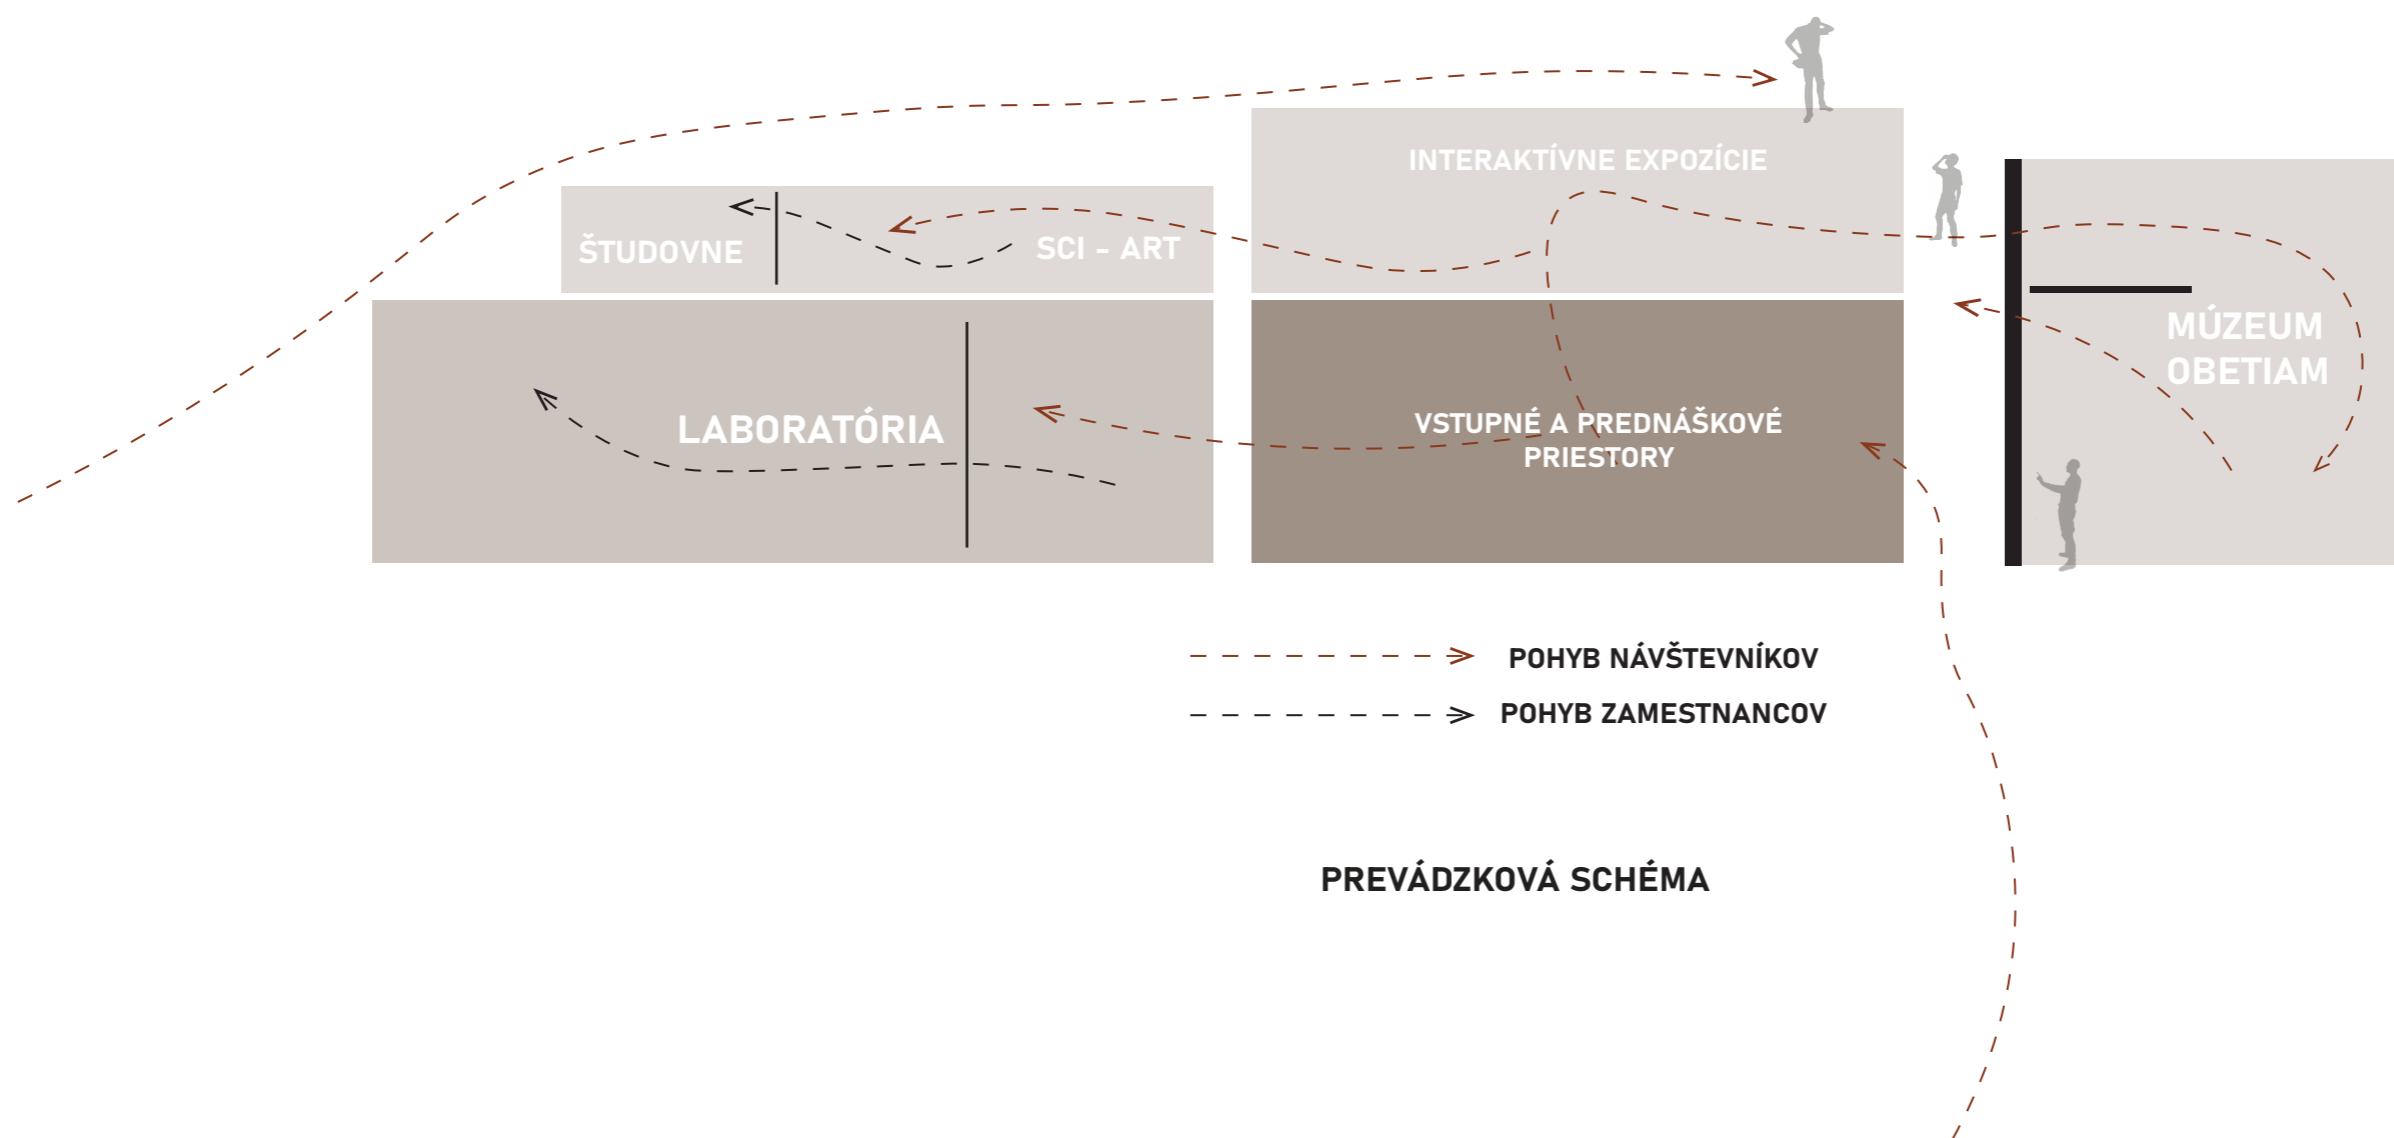 INTERAKTÍVNE EXPOZÍCIE
ŠTUDOVNE
SCI - ART
MÚZEUM
OBETIAM
LABORATÓRIA
VSTUPNÉ A PREDNÁŠKOVÉ
PRIESTORY
POHYB NÁVŠTEVNÍKOV
POHYB ZAMESTNANCOV
PREVÁDZKOVÁ SCHÉMA